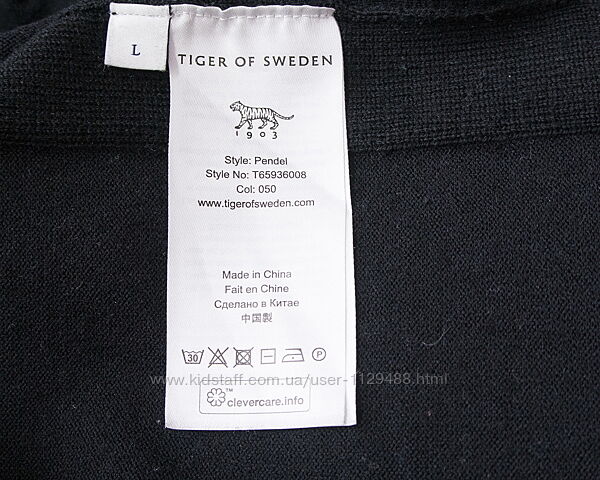 L
TIGER OF SWEDEN
1903
Style: Pendel
Style No: T65936008
Col: 050
www.tigerofsweden.com
Made in China
Fait en Chine
Сделано в Китае
中国製
30 P
www.kidstaff.com.ua/user-1129488.html
™
clevercare.info